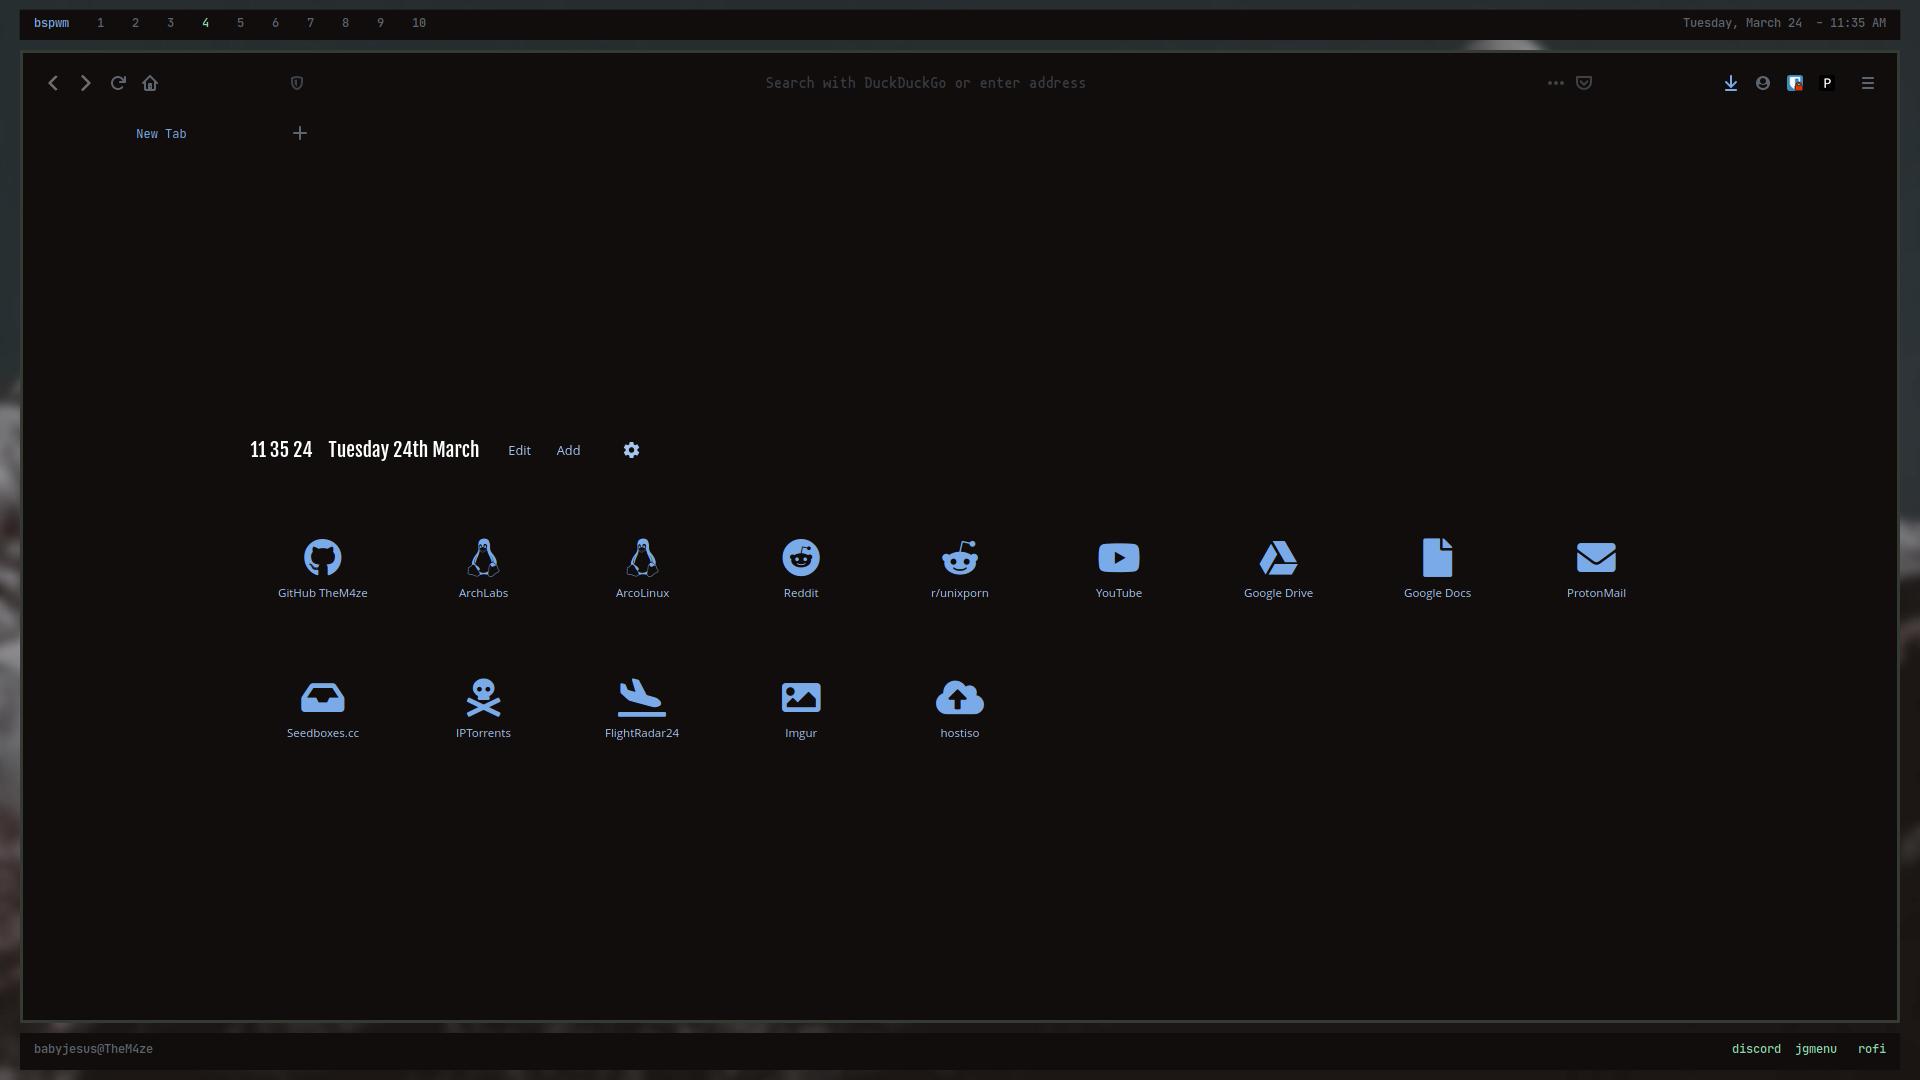 bspwm 1 2 3 4 5 6 7 8 9 10 Tuesday, March 24 - 11:35 AM
Search with DuckDuckGo or enter address P
New Tab
11 35 24 Tuesday 24th March Edit Add
GitHub TheM4ze ArchLabs ArcoLinux Reddit r/unixporn YouTube Google Drive Google Docs ProtonMail
Seedboxes.cc IPTorrents FlightRadar24 Imgur hostiso
babyjesus@TheM4ze discord jgmenu rofi